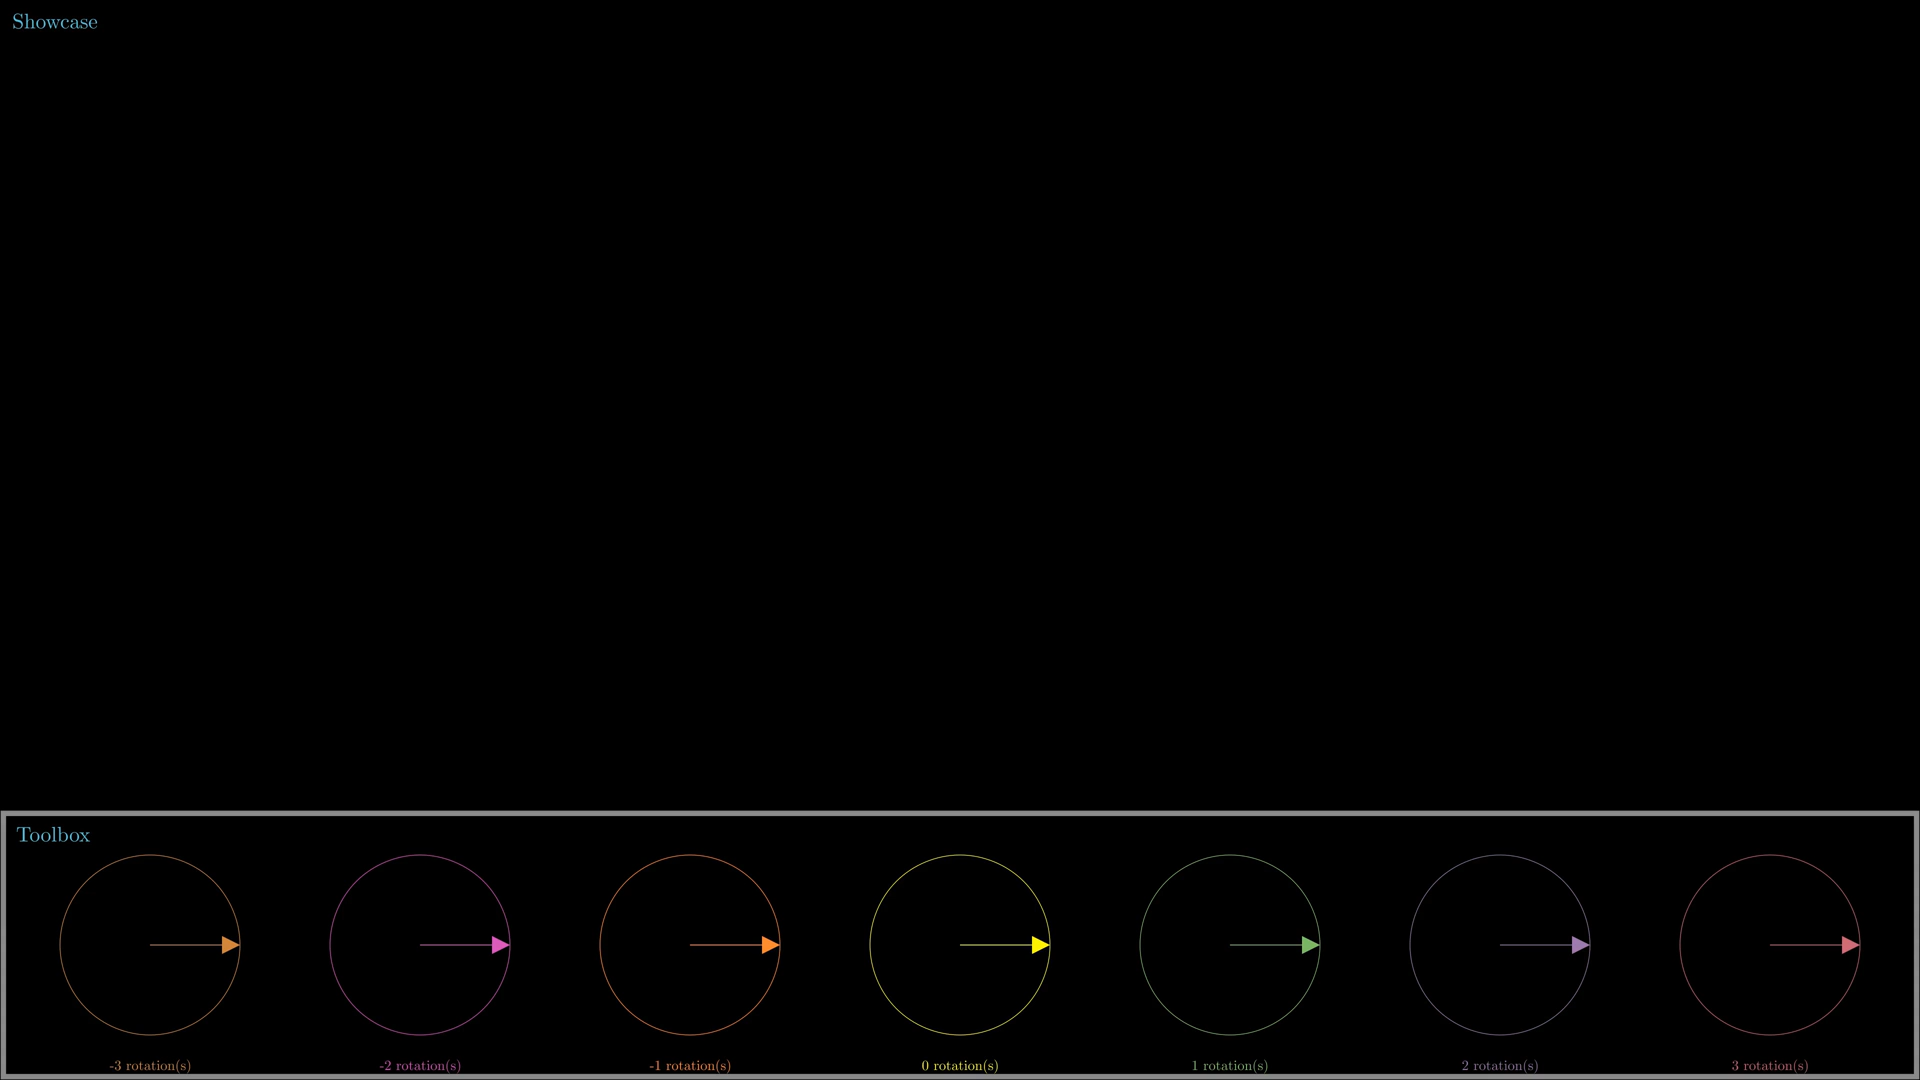 Showcase
Toolbox
-3 rotation(s)
-2 rotation(s)
-1 rotation(s)
0 rotation(s)
1 rotation(s)
2 rotation(s)
3 rotation(s)